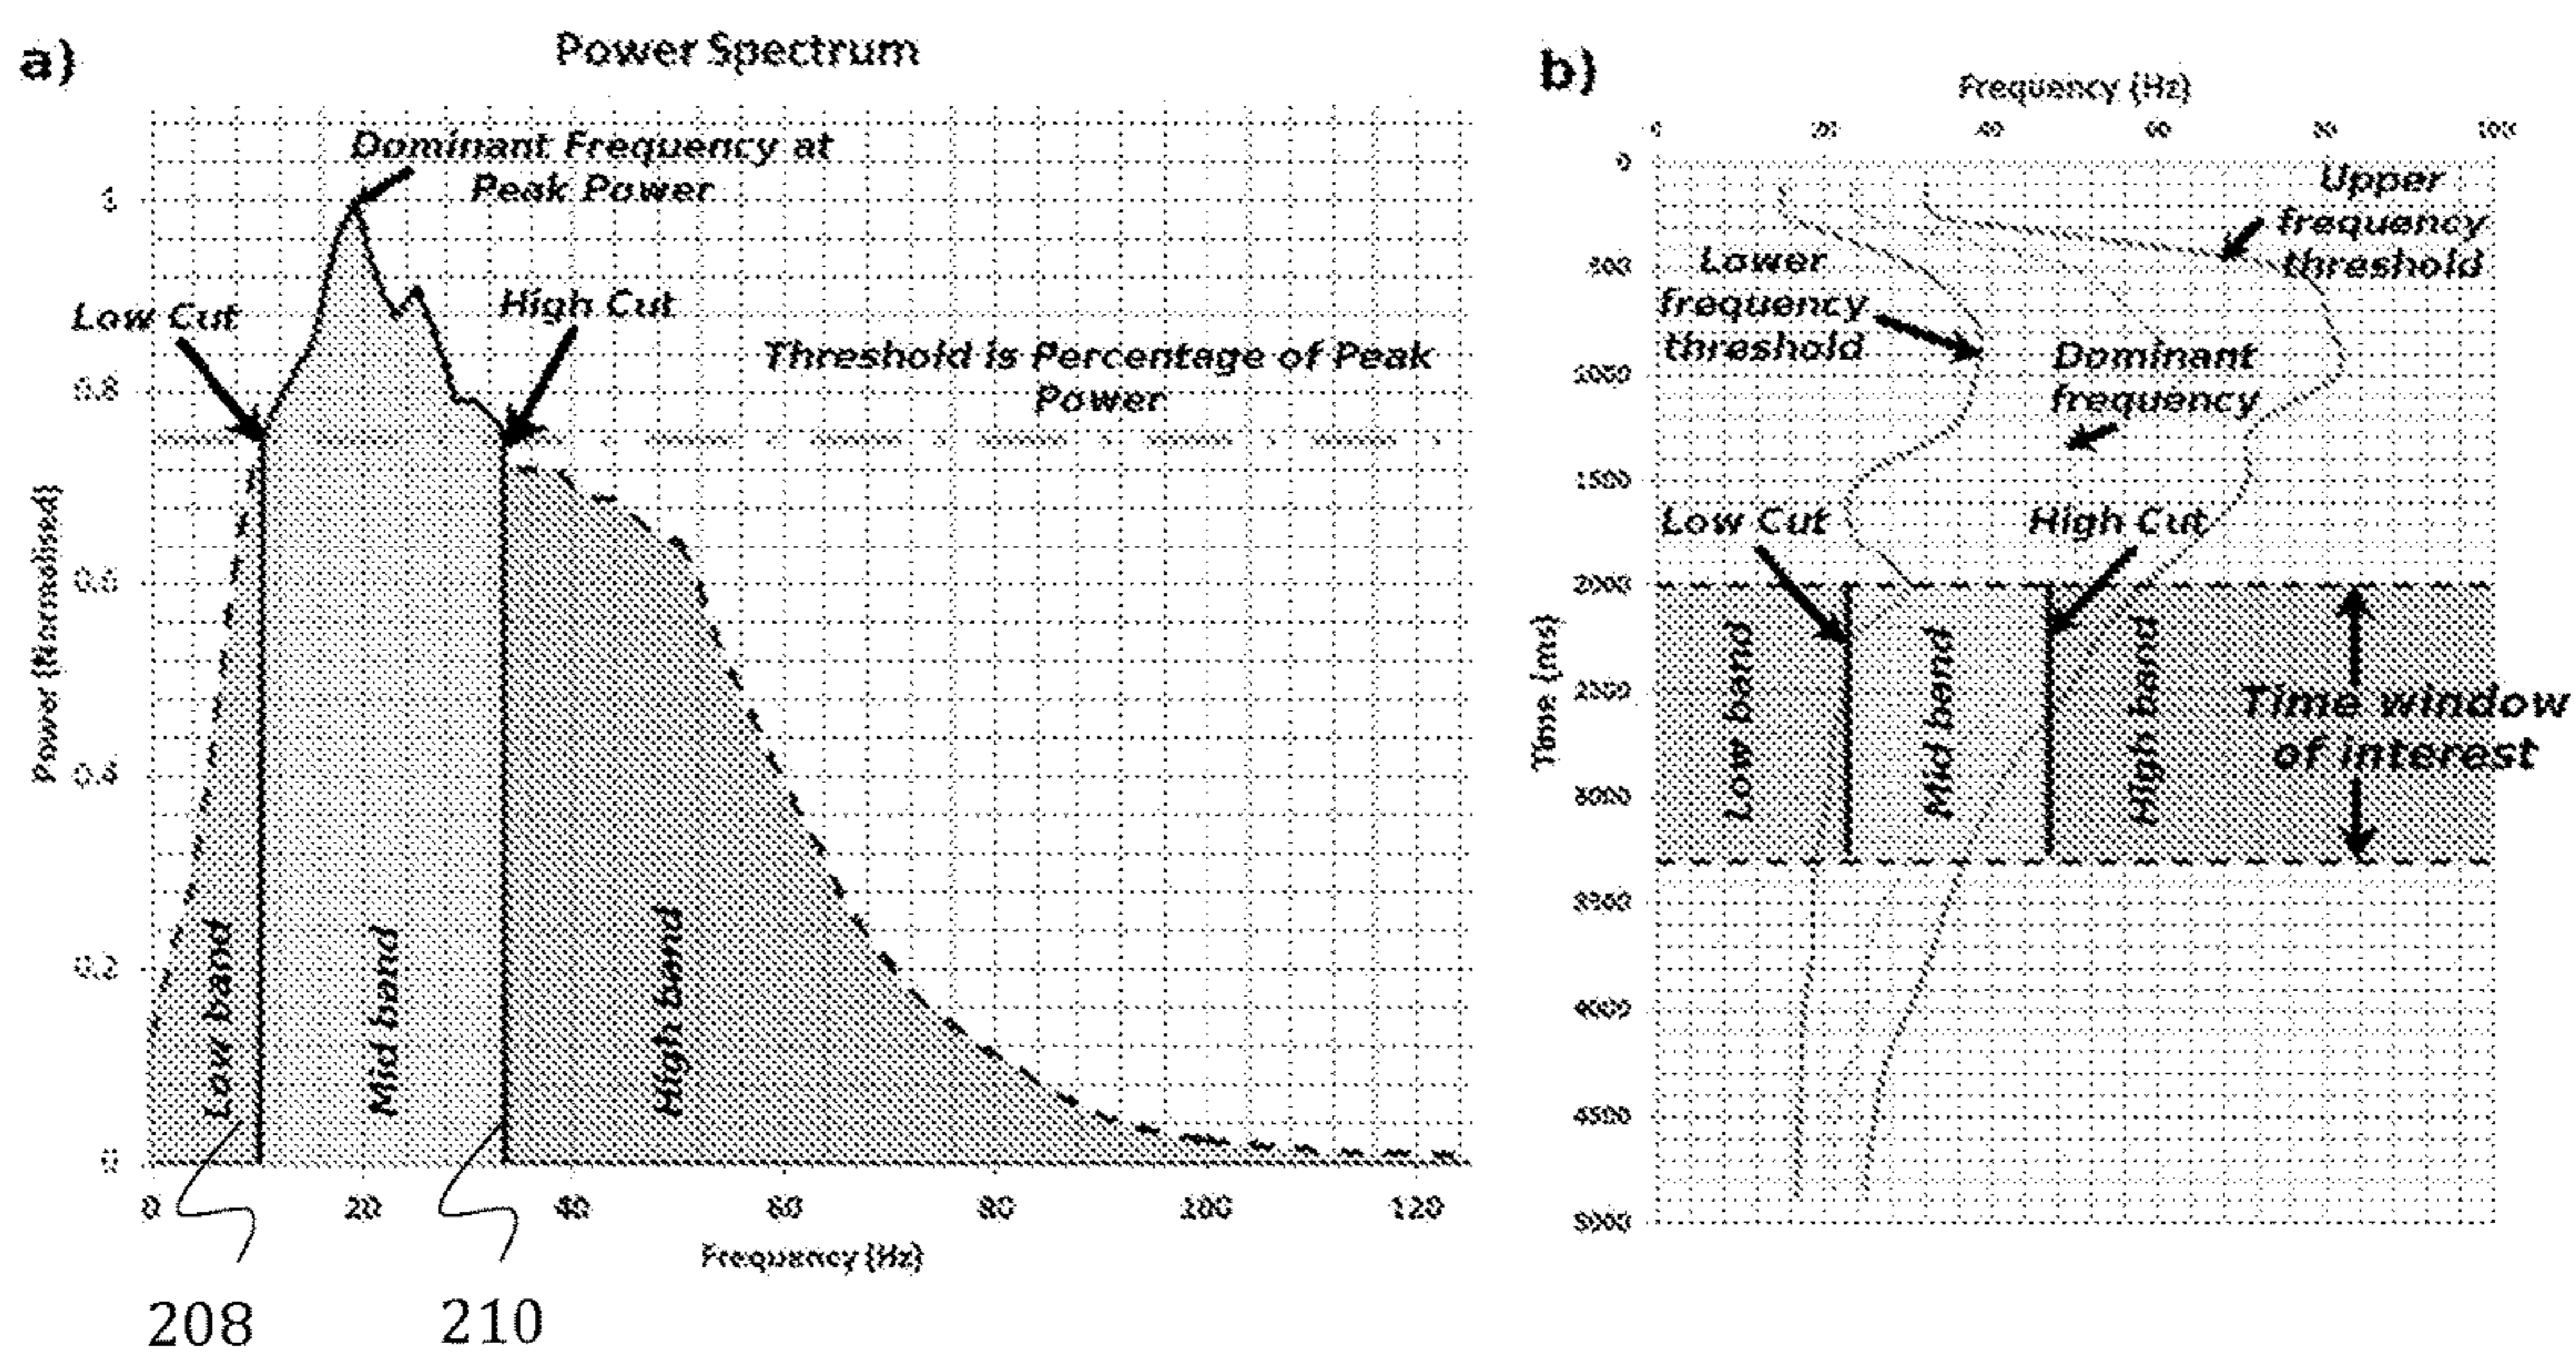 a)
Power Spectrum
Dominant Frequency at
Peak Power
Low Cut
High Cut
Threshold is Percentage of Peak
Power
Power (Normalised)
1
0.8
0.6
0.4
0.2
0
Low band
Mid band
High band
0 20 40 60 80 100 120
Frequency (Hz)
208
210
b)
Frequency (Hz)
0 20 40 60 80 100
Upper
frequency
threshold
Lower
frequency
threshold
Dominant
frequency
Low Cut
High Cut
Time (ms)
0
500
1000
1500
2000
2500
3000
3500
4000
4500
5000
Low band
Mid band
High band
Time window
of interest